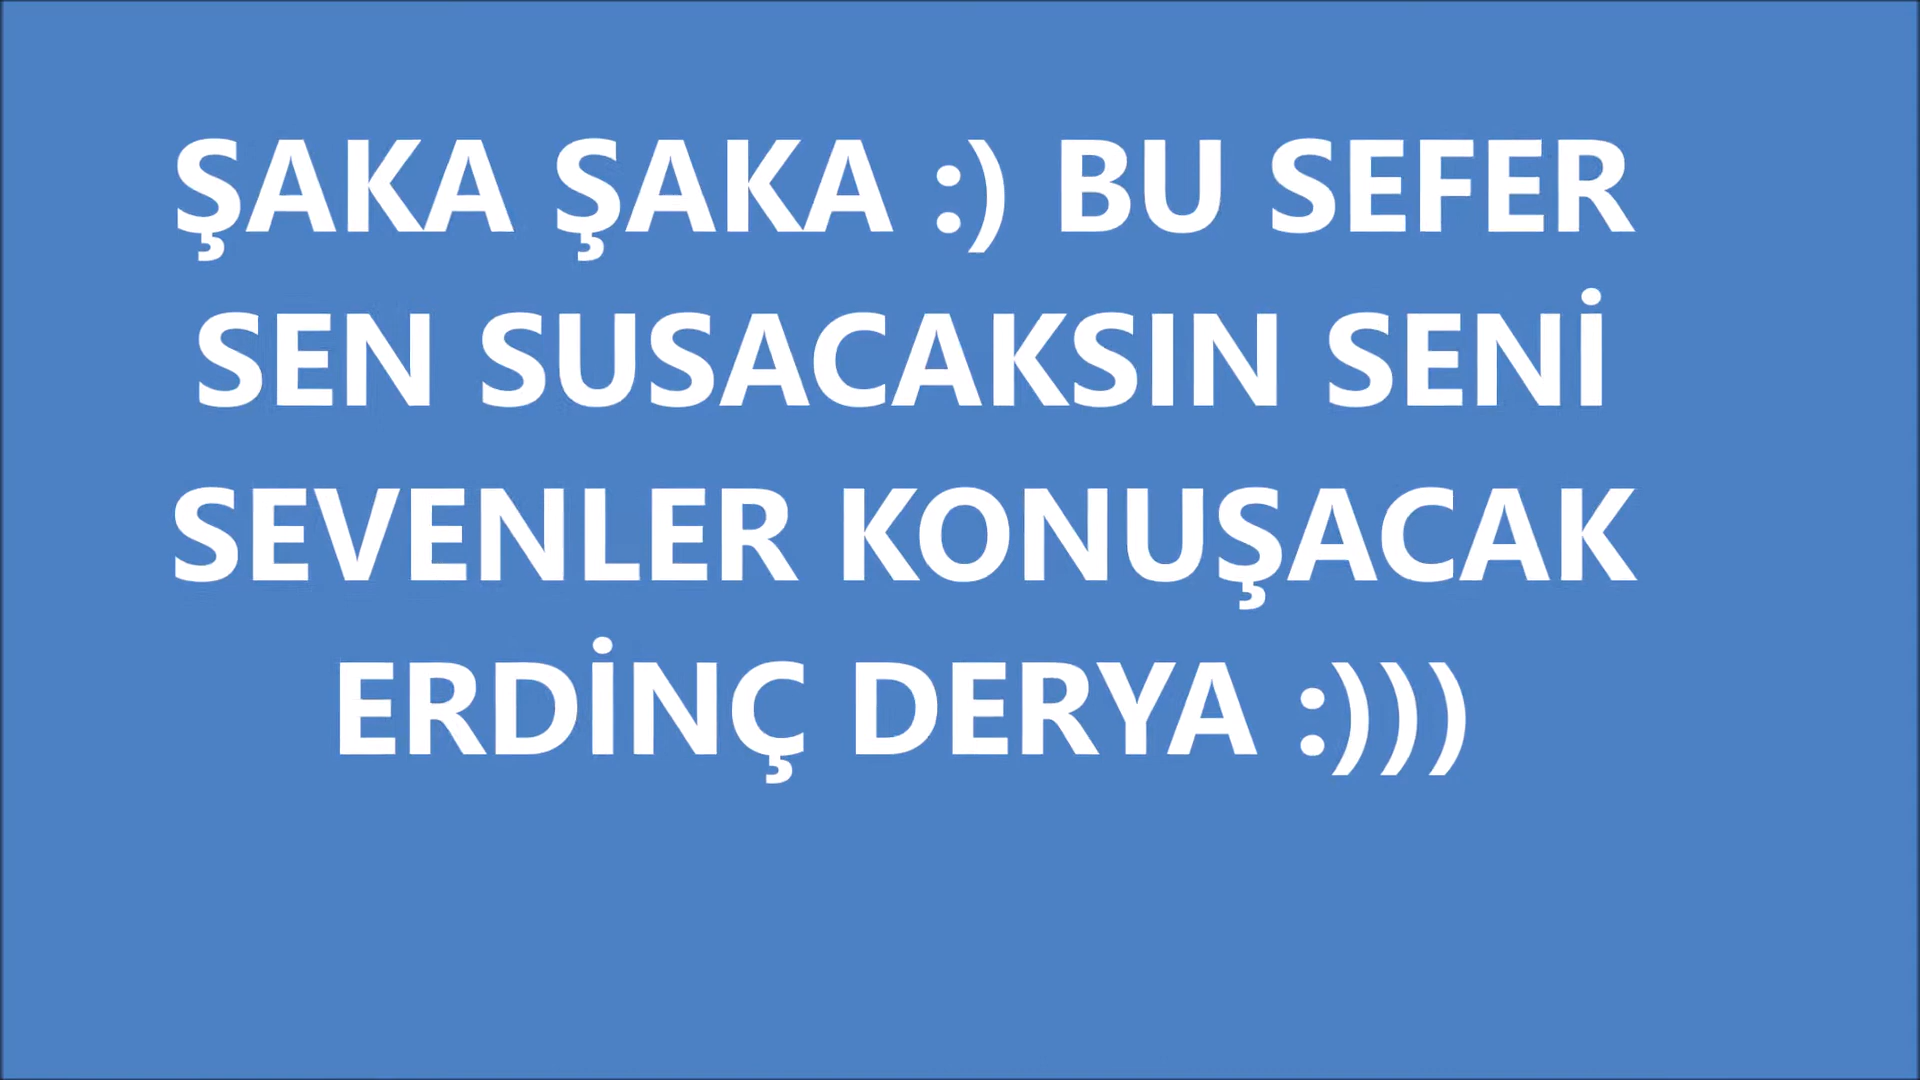 ŞAKA ŞAKA :) BU SEFER
SEN SUSACAKSIN SENİ
SEVENLER KONUŞACAK
ERDİNÇ DERYA :)))